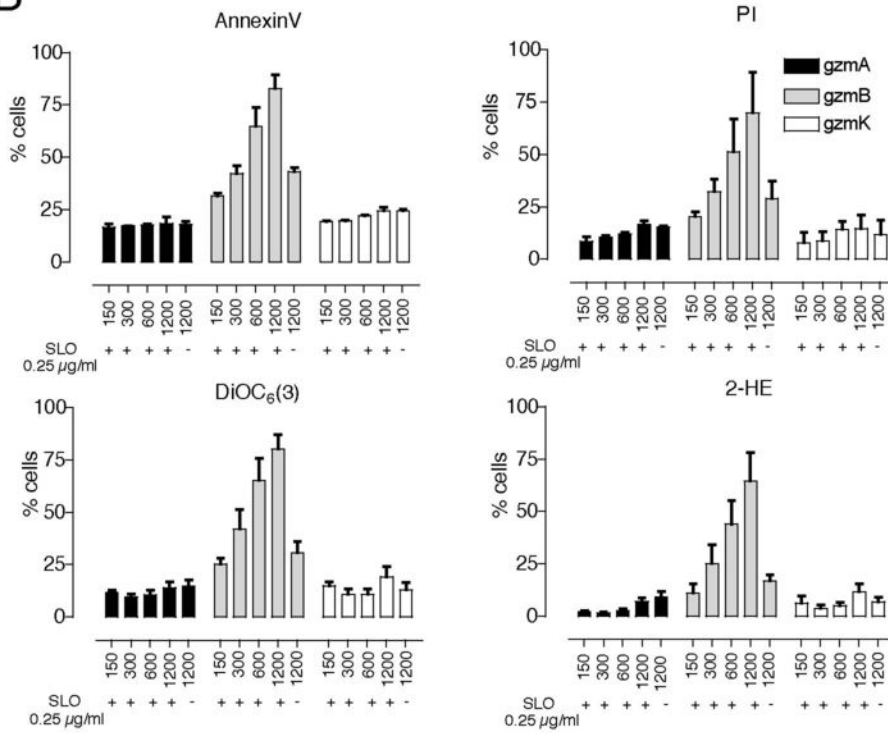 AnnexinV
100
75
50
25
0
% cells
150 300 600 1200 1200 150 300 600 1200 1200 150 300 600 1200 1200
SLO + + + + - + + + + - + + + + -
0.25 µg/ml
PI
100
75
50
25
0
% cells
gzmA
gzmB
gzmK
150 300 600 1200 1200 150 300 600 1200 1200 150 300 600 1200 1200
SLO + + + + - + + + + - + + + + -
0.25 µg/ml
DiOC₆(3)
100
75
50
25
0
% cells
150 300 600 1200 1200 150 300 600 1200 1200 150 300 600 1200 1200
SLO + + + + - + + + + - + + + + -
0.25 µg/ml
2-HE
100
75
50
25
0
% cells
150 300 600 1200 1200 150 300 600 1200 1200 150 300 600 1200 1200
SLO + + + + - + + + + - + + + + -
0.25 µg/ml